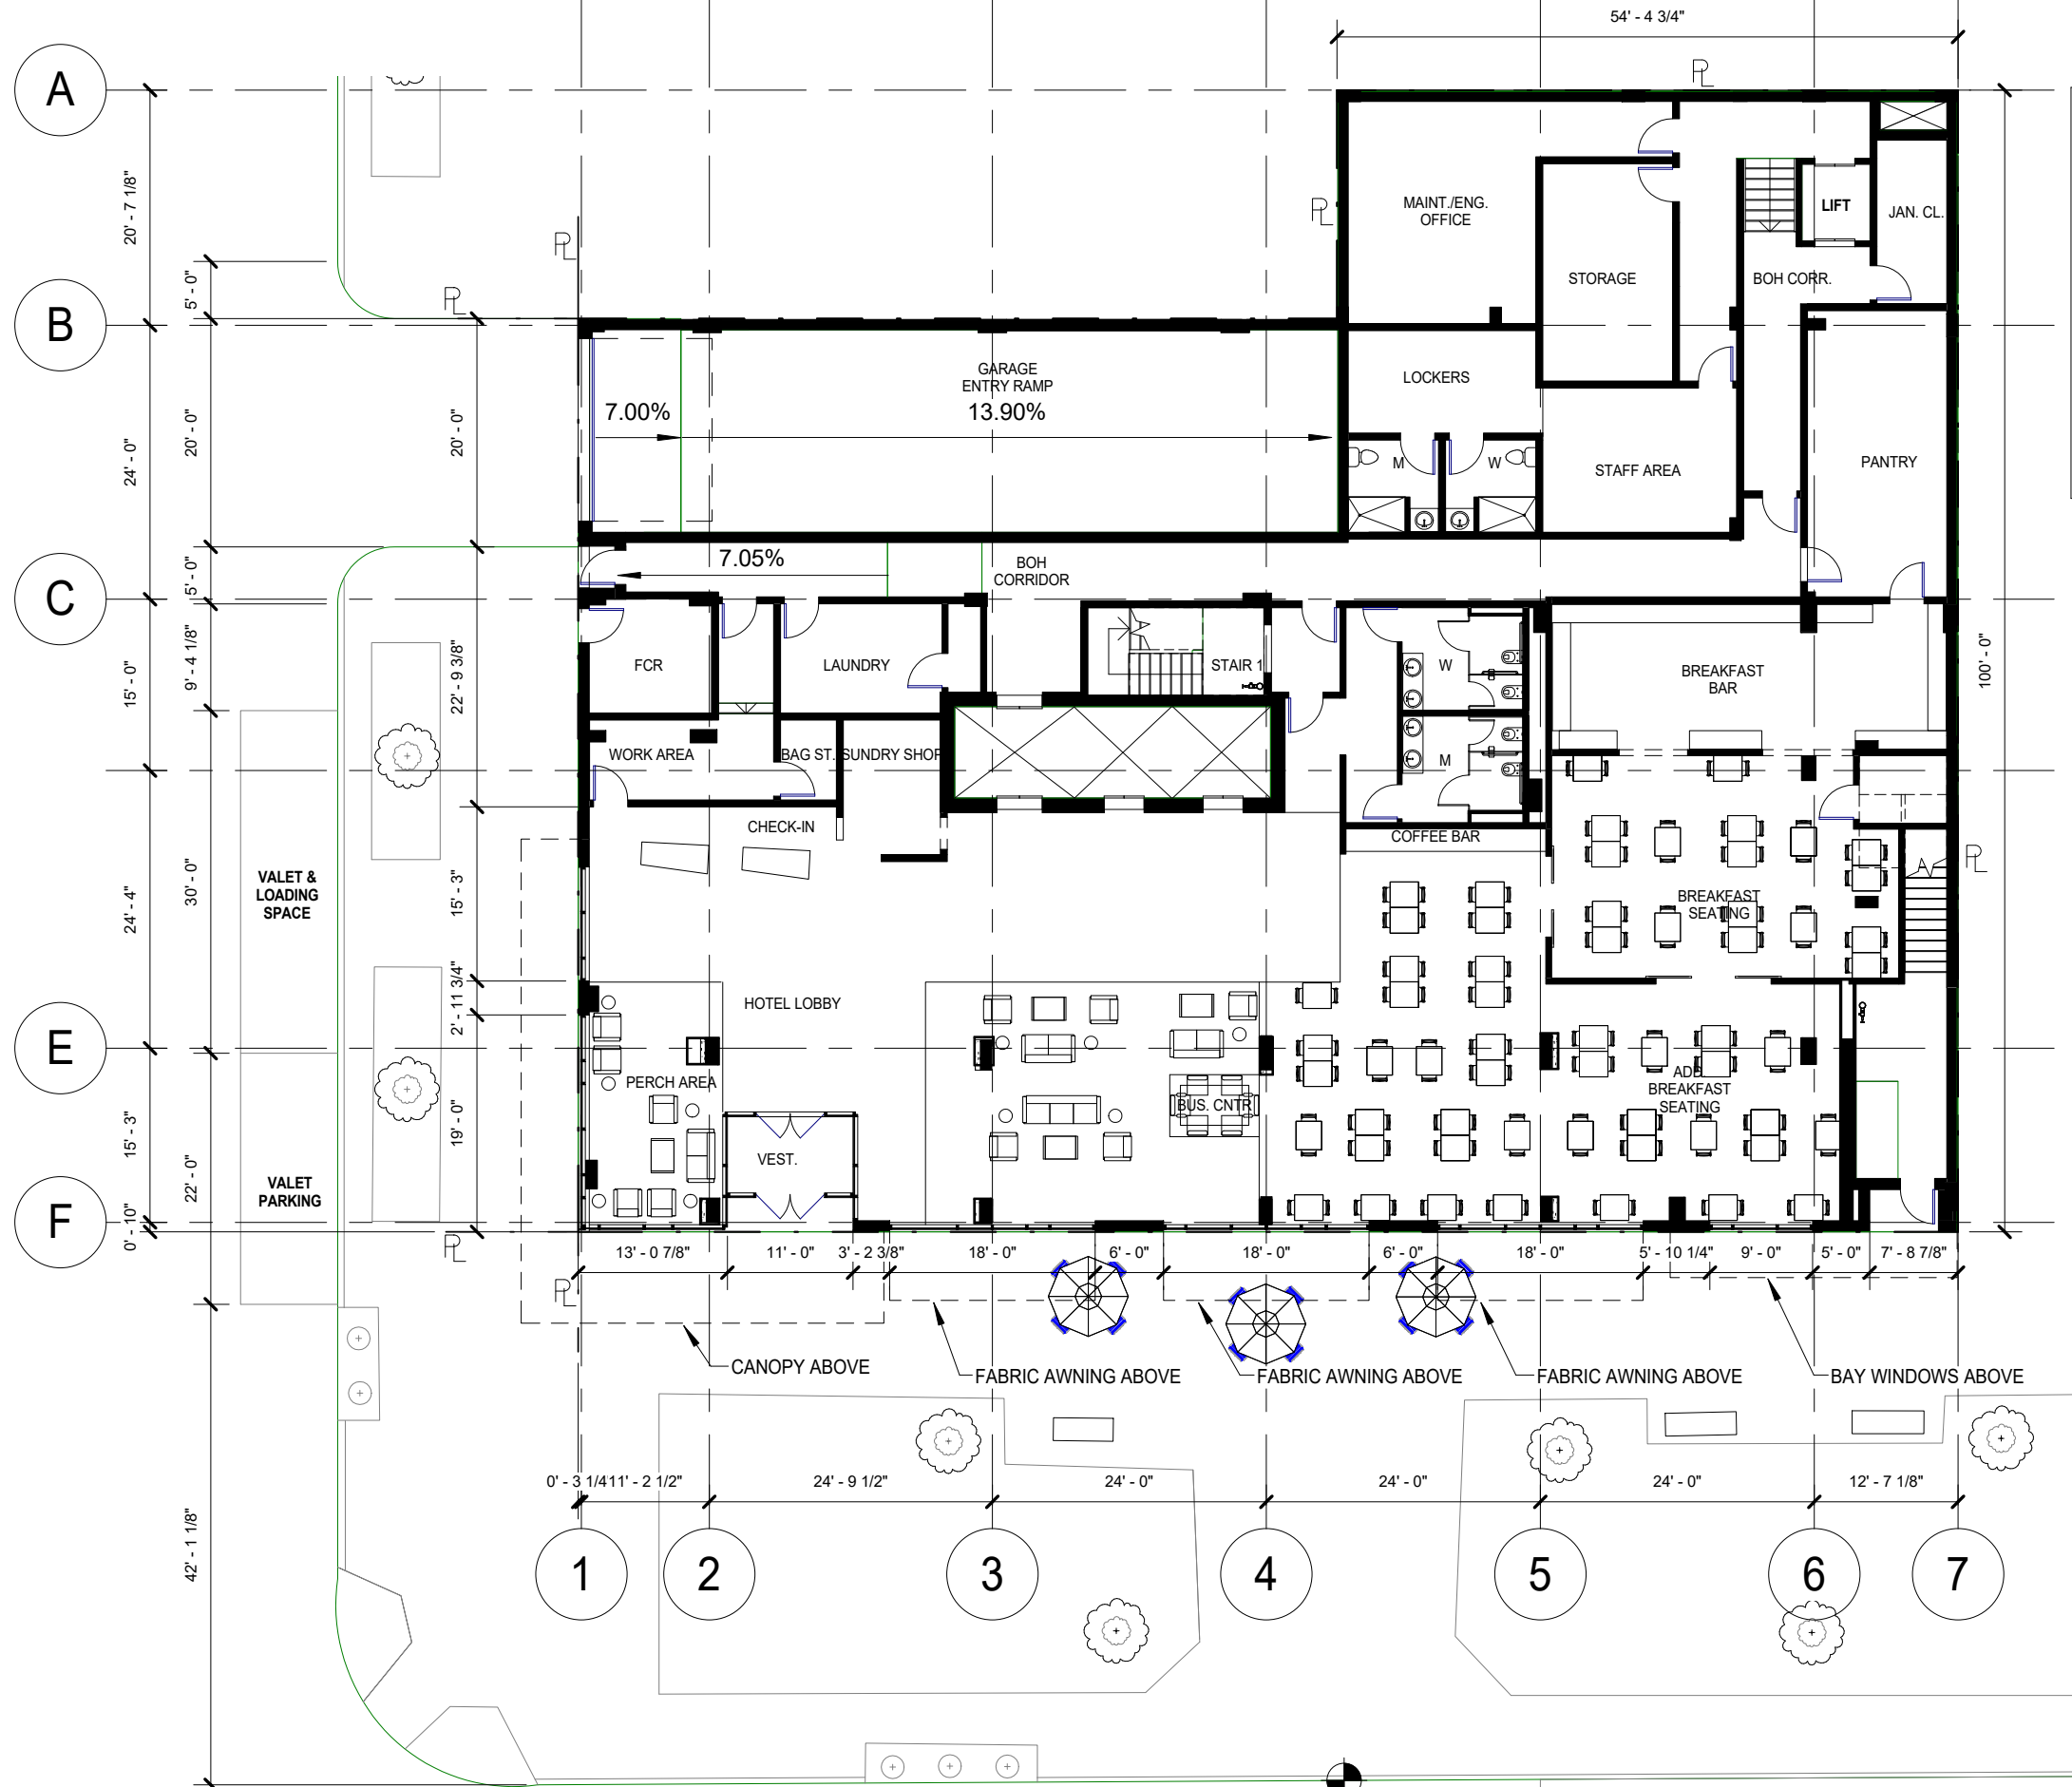 54' - 4 3/4"
A
20' - 7 1/8"
MAINT./ENG.
OFFICE
LIFT
JAN. CL.
STORAGE
BOH CORR.
5' - 0"
B
GARAGE
ENTRY RAMP
7.00%
13.90%
LOCKERS
24' - 0"
20' - 0"
20' - 0"
M
W
STAFF AREA
PANTRY
5' - 0"
7.05%
BOH
CORRIDOR
C
15' - 0"
9' - 4 1/8"
22' - 9 3/8"
FCR
LAUNDRY
STAIR 1
W
BREAKFAST
BAR
100' - 0"
WORK AREA
BAG ST.
SUNDRY SHOP
M
CHECK-IN
COFFEE BAR
VALET &
LOADING
SPACE
24' - 4"
30' - 0"
15' - 3"
BREAKFAST
SEATING
2' - 11 3/4"
HOTEL LOBBY
E
PERCH AREA
BUS. CNTR
ADD
BREAKFAST
SEATING
15' - 3"
22' - 0"
19' - 0"
VEST.
VALET
PARKING
F
0' - 10"
13' - 0 7/8"
11' - 0"
3' - 2 3/8"
18' - 0"
6' - 0"
18' - 0"
6' - 0"
18' - 0"
5' - 10 1/4"
9' - 0"
5' - 0"
7' - 8 7/8"
CANOPY ABOVE
FABRIC AWNING ABOVE
FABRIC AWNING ABOVE
FABRIC AWNING ABOVE
BAY WINDOWS ABOVE
0' - 3 1/4
11' - 2 1/2"
24' - 9 1/2"
24' - 0"
24' - 0"
24' - 0"
12' - 7 1/8"
42' - 1 1/8"
1
2
3
4
5
6
7